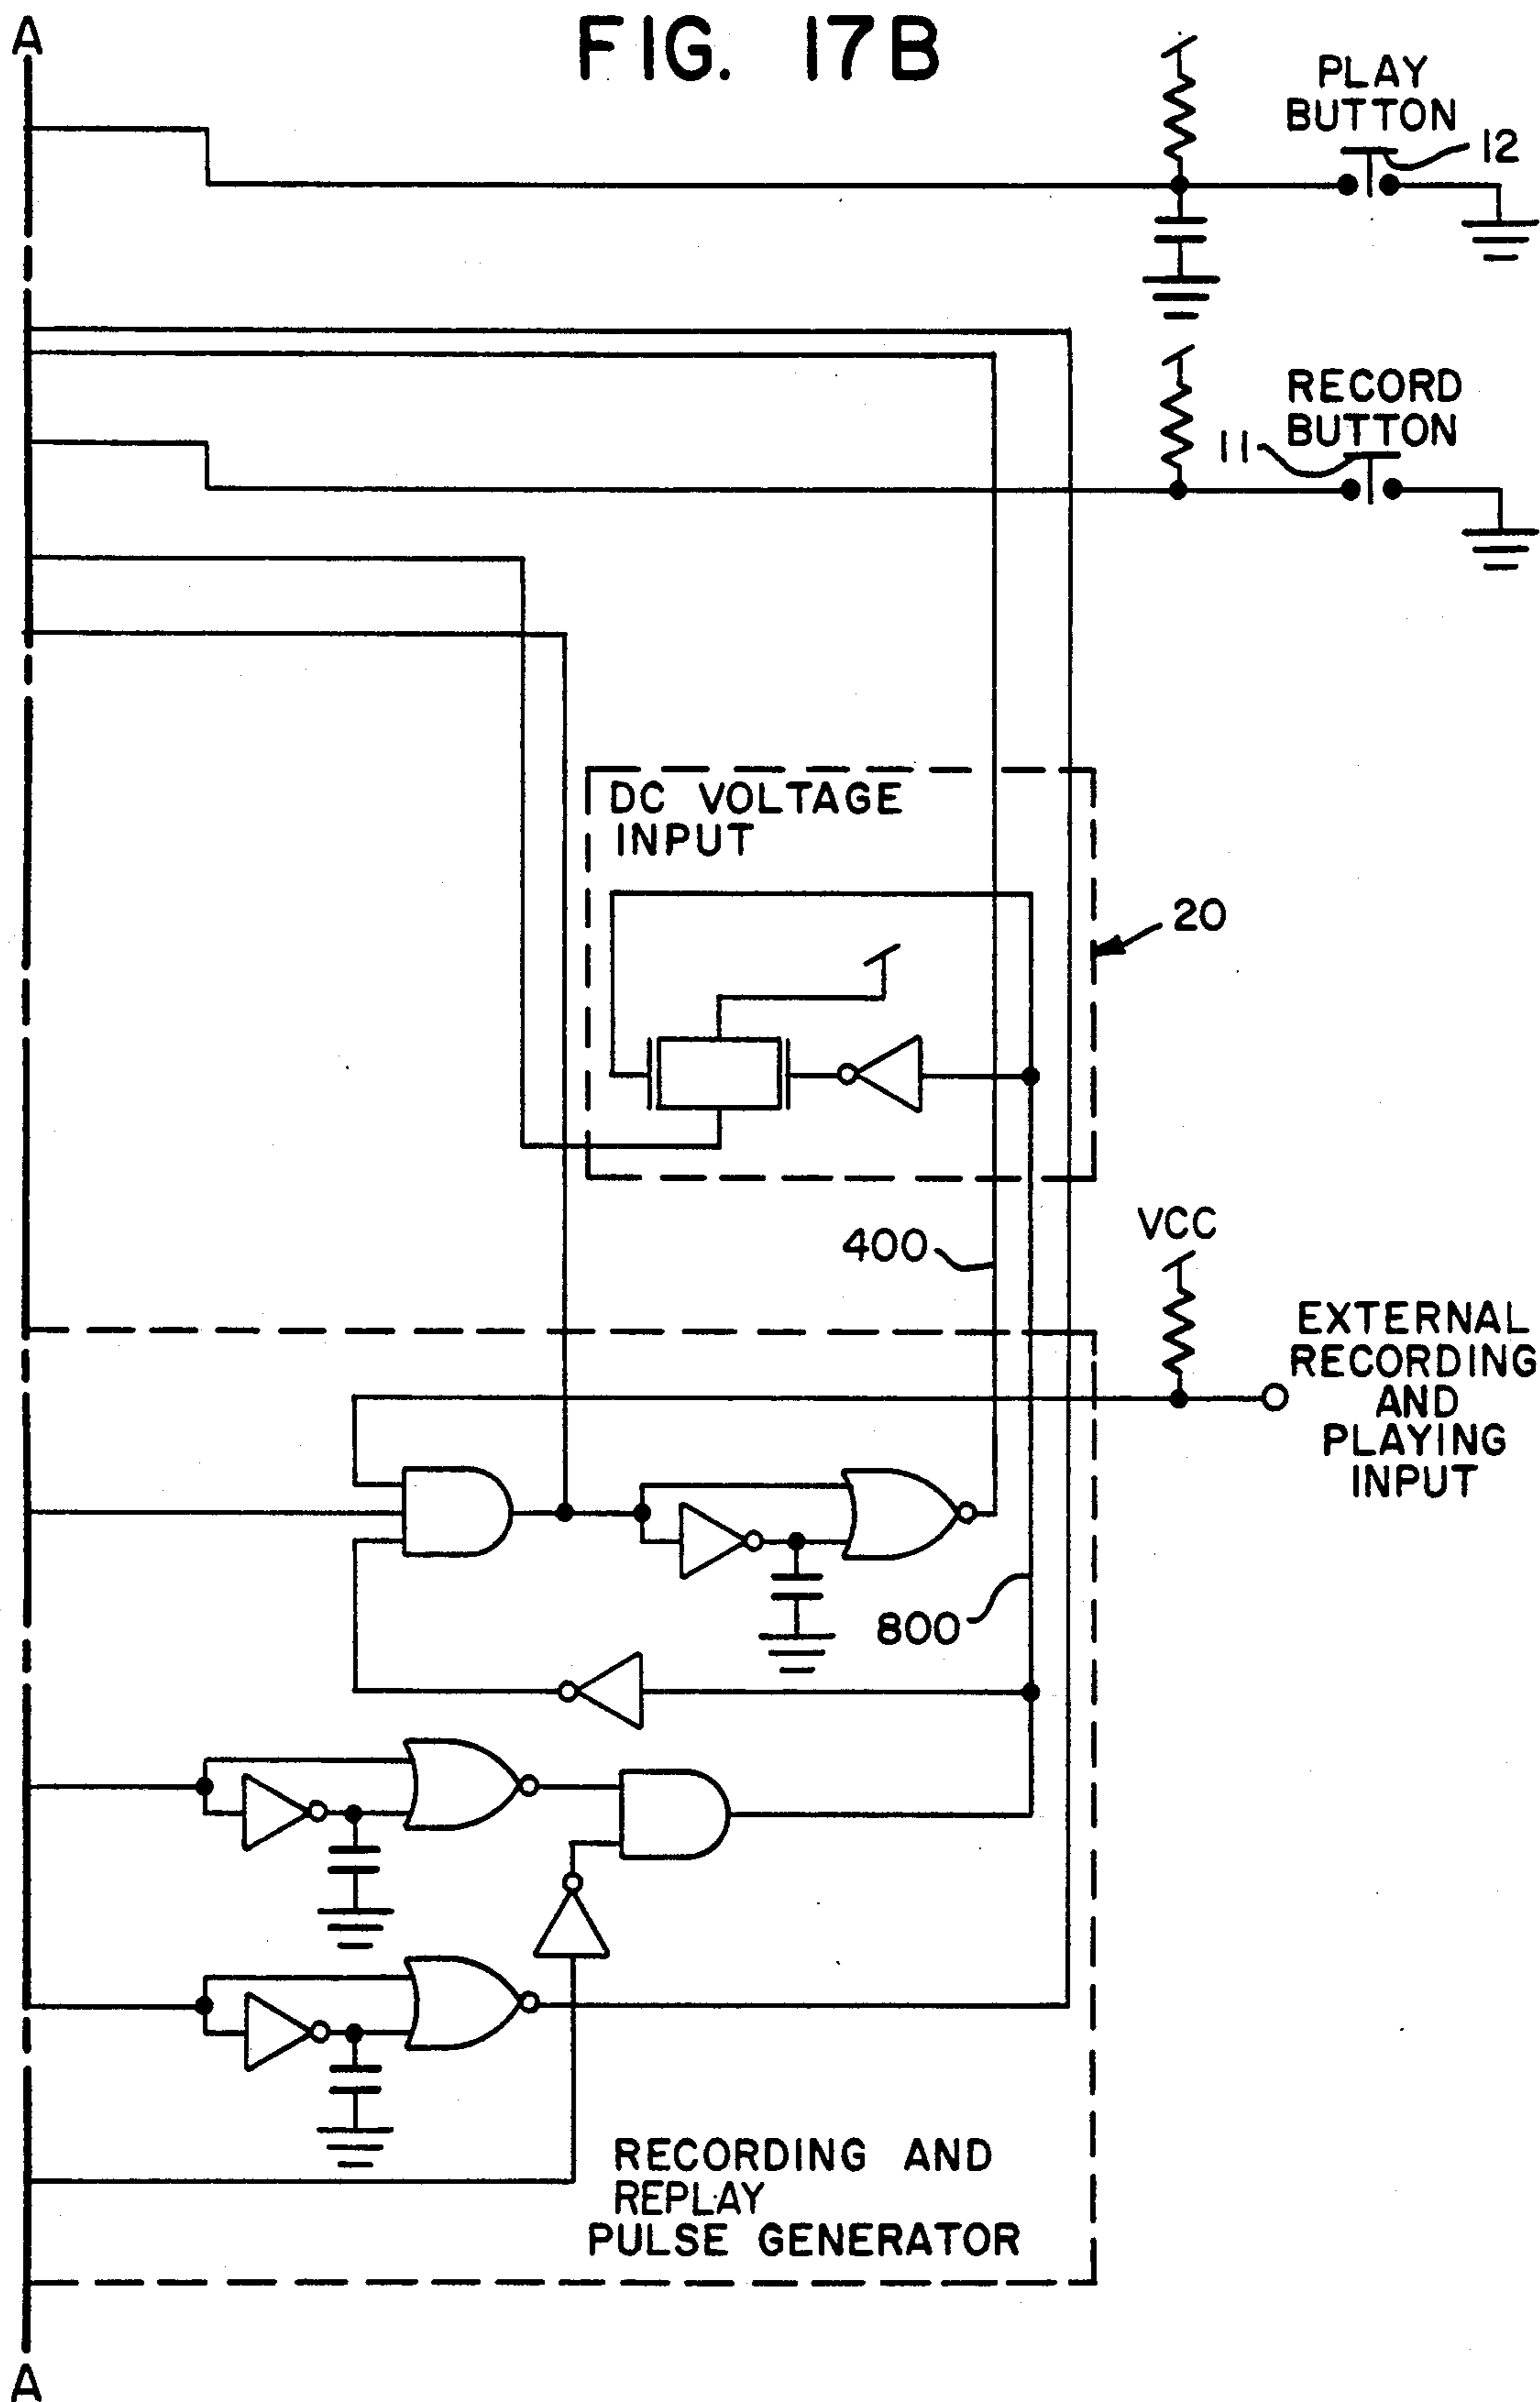 A
FIG. 17B
PLAY
BUTTON
12
RECORD
BUTTON
11
DC VOLTAGE
INPUT
20
400
VCC
EXTERNAL
RECORDING
AND
PLAYING
INPUT
800
RECORDING AND
REPLAY
PULSE GENERATOR
A